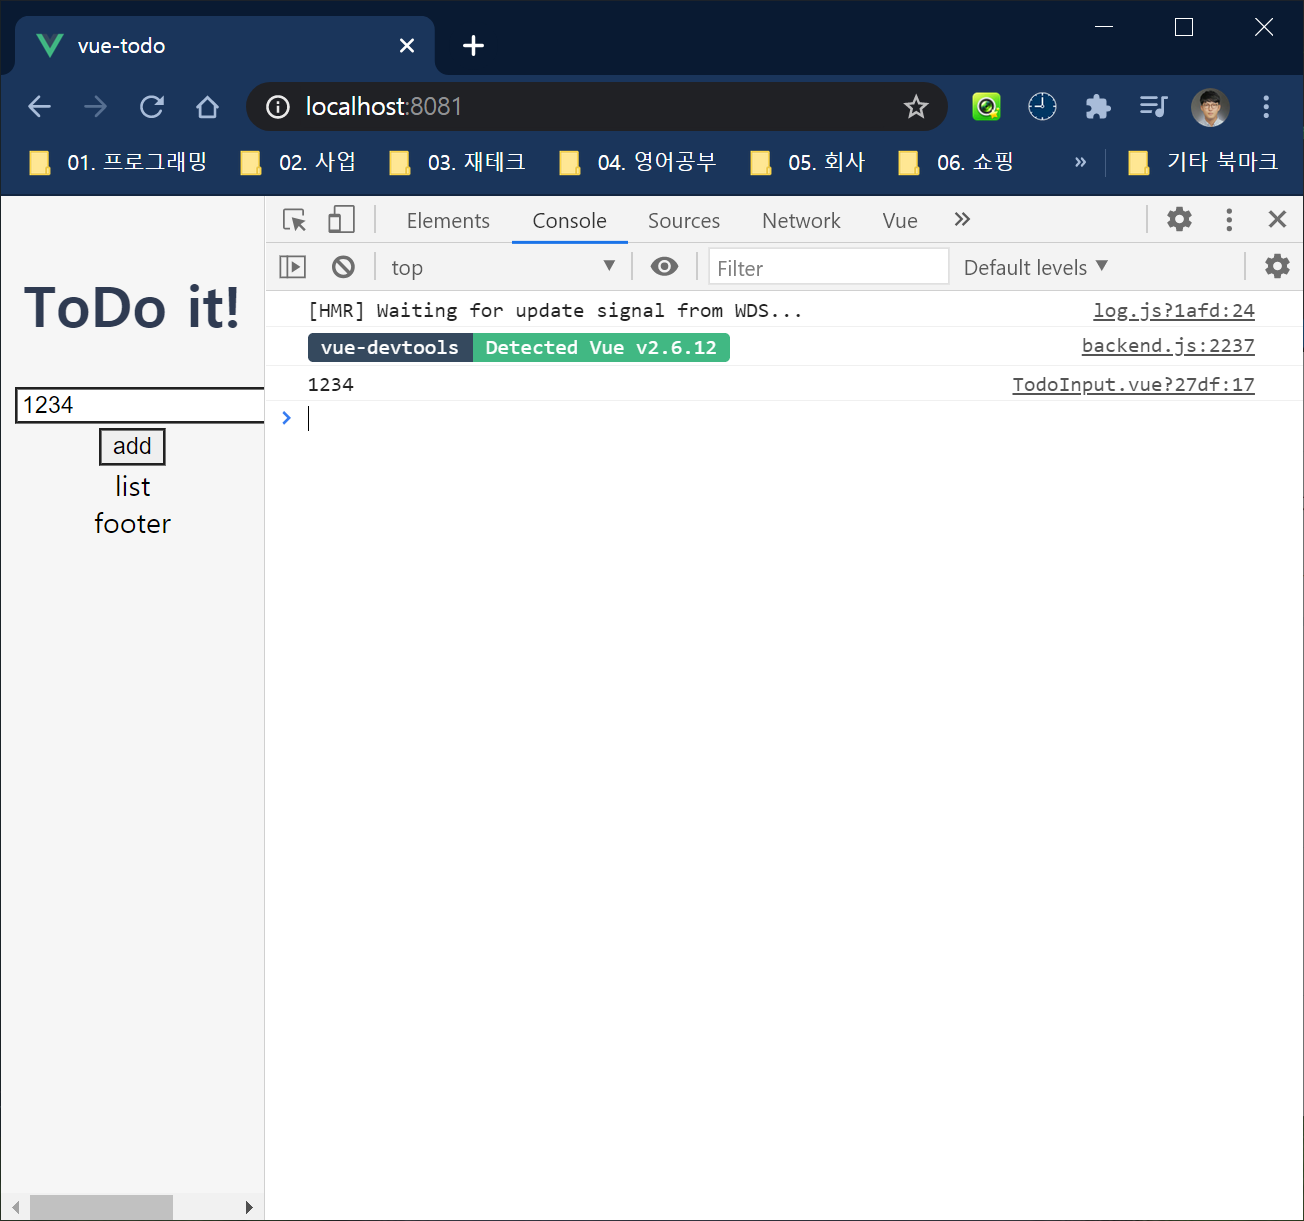 vue-todo
localhost:8081
01. 프로그래밍 02. 사업 03. 재테크 04. 영어공부 05. 회사 06. 쇼핑 » 기타 북마크
Elements Console Sources Network Vue »
top Filter Default levels ▼
ToDo it!
1234
add
list
footer
[HMR] Waiting for update signal from WDS... log.js?1afd:24
vue-devtools Detected Vue v2.6.12 backend.js:2237
1234 TodoInput.vue?27df:17